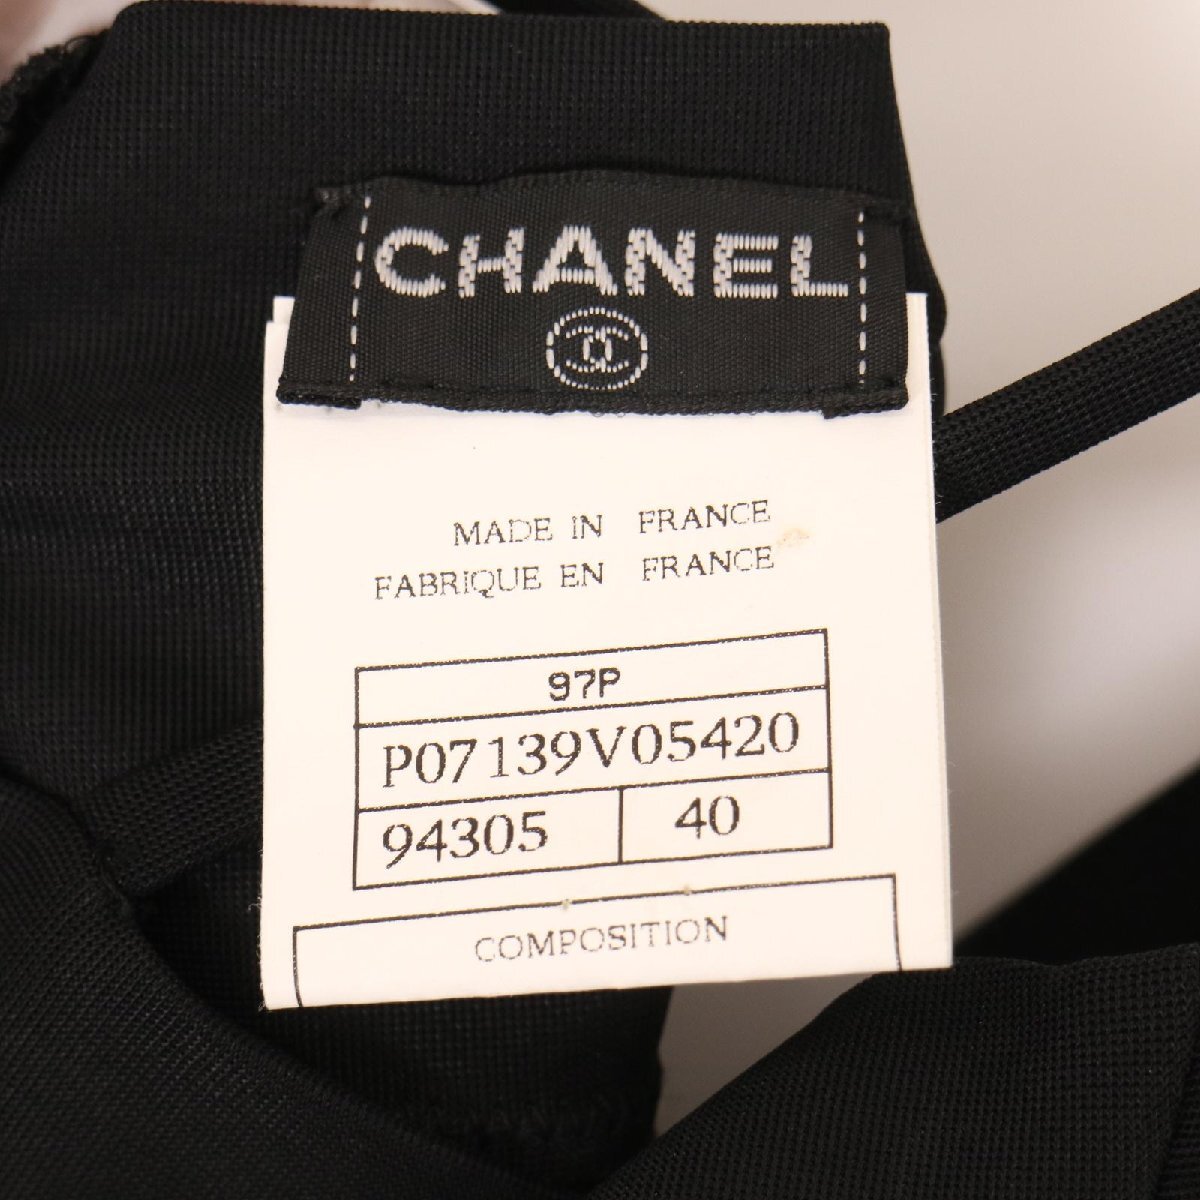 CHANEL
MADE IN FRANCE
FABRIQUE EN FRANCE
97P
P07139V05420
94305 40
COMPOSITION